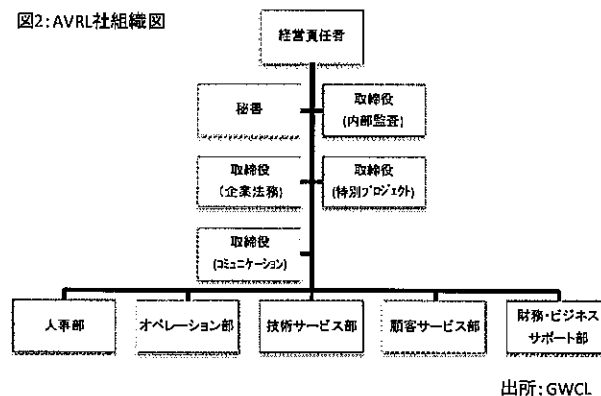 図2:AVRL社組織図
経営責任者
秘書
取締役
(内部監査)
取締役
(企業法務)
取締役
(特別プロジェクト)
取締役
(コミュニケーション)
人事部
オペレーション部
技術サービス部
顧客サービス部
財務・ビジネス
サポート部
出所:GWCL